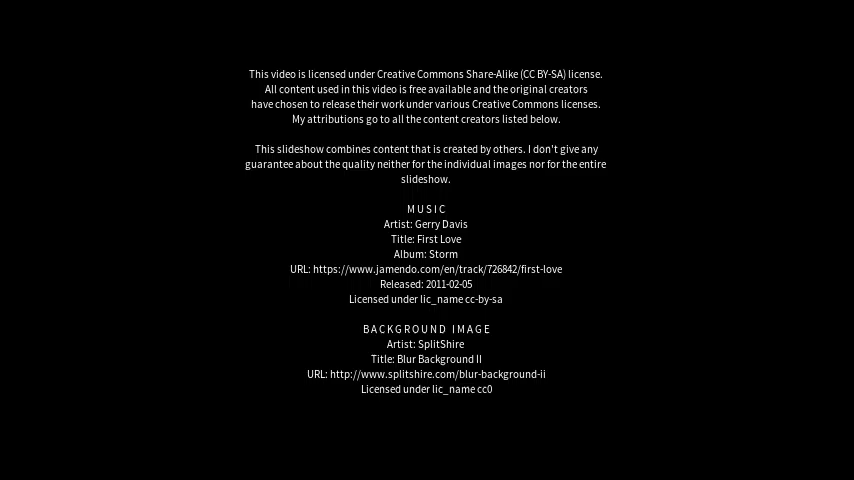 This video is licensed under Creative Commons Share-Alike (CC BY-SA) license.
All content used in this video is free available and the original creators
have chosen to release their work under various Creative Commons licenses.
My attributions go to all the content creators listed below.
This slideshow combines content that is created by others. I don't give any
guarantee about the quality neither for the individual images nor for the entire
slideshow.
MUSIC
Artist: Gerry Davis
Title: First Love
Album: Storm
URL: https://www.jamendo.com/en/track/726842/first-love
Released: 2011-02-05
Licensed under lic_name cc-by-sa
BACKGROUND IMAGE
Artist: SplitShire
Title: Blur Background II
URL: http://www.splitshire.com/blur-background-ii
Licensed under lic_name cc0